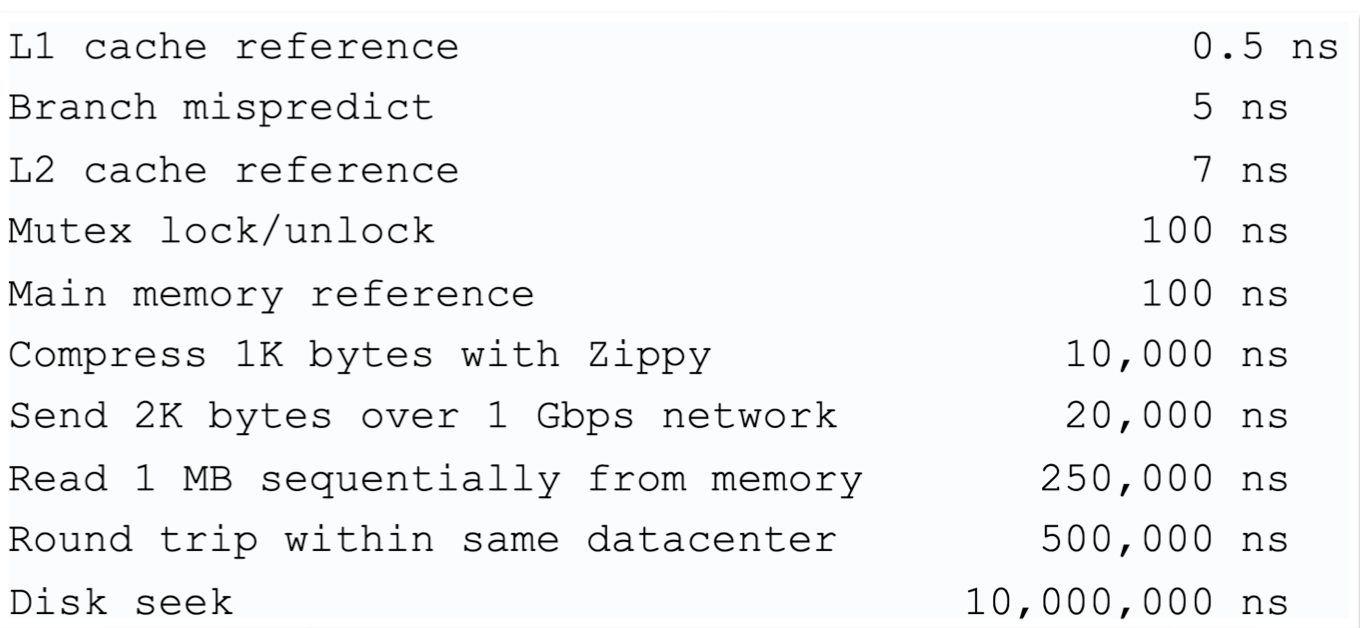 L1 cache reference 0.5 ns
Branch mispredict 5 ns
L2 cache reference 7 ns
Mutex lock/unlock 100 ns
Main memory reference 100 ns
Compress 1K bytes with Zippy 10,000 ns
Send 2K bytes over 1 Gbps network 20,000 ns
Read 1 MB sequentially from memory 250,000 ns
Round trip within same datacenter 500,000 ns
Disk seek 10,000,000 ns